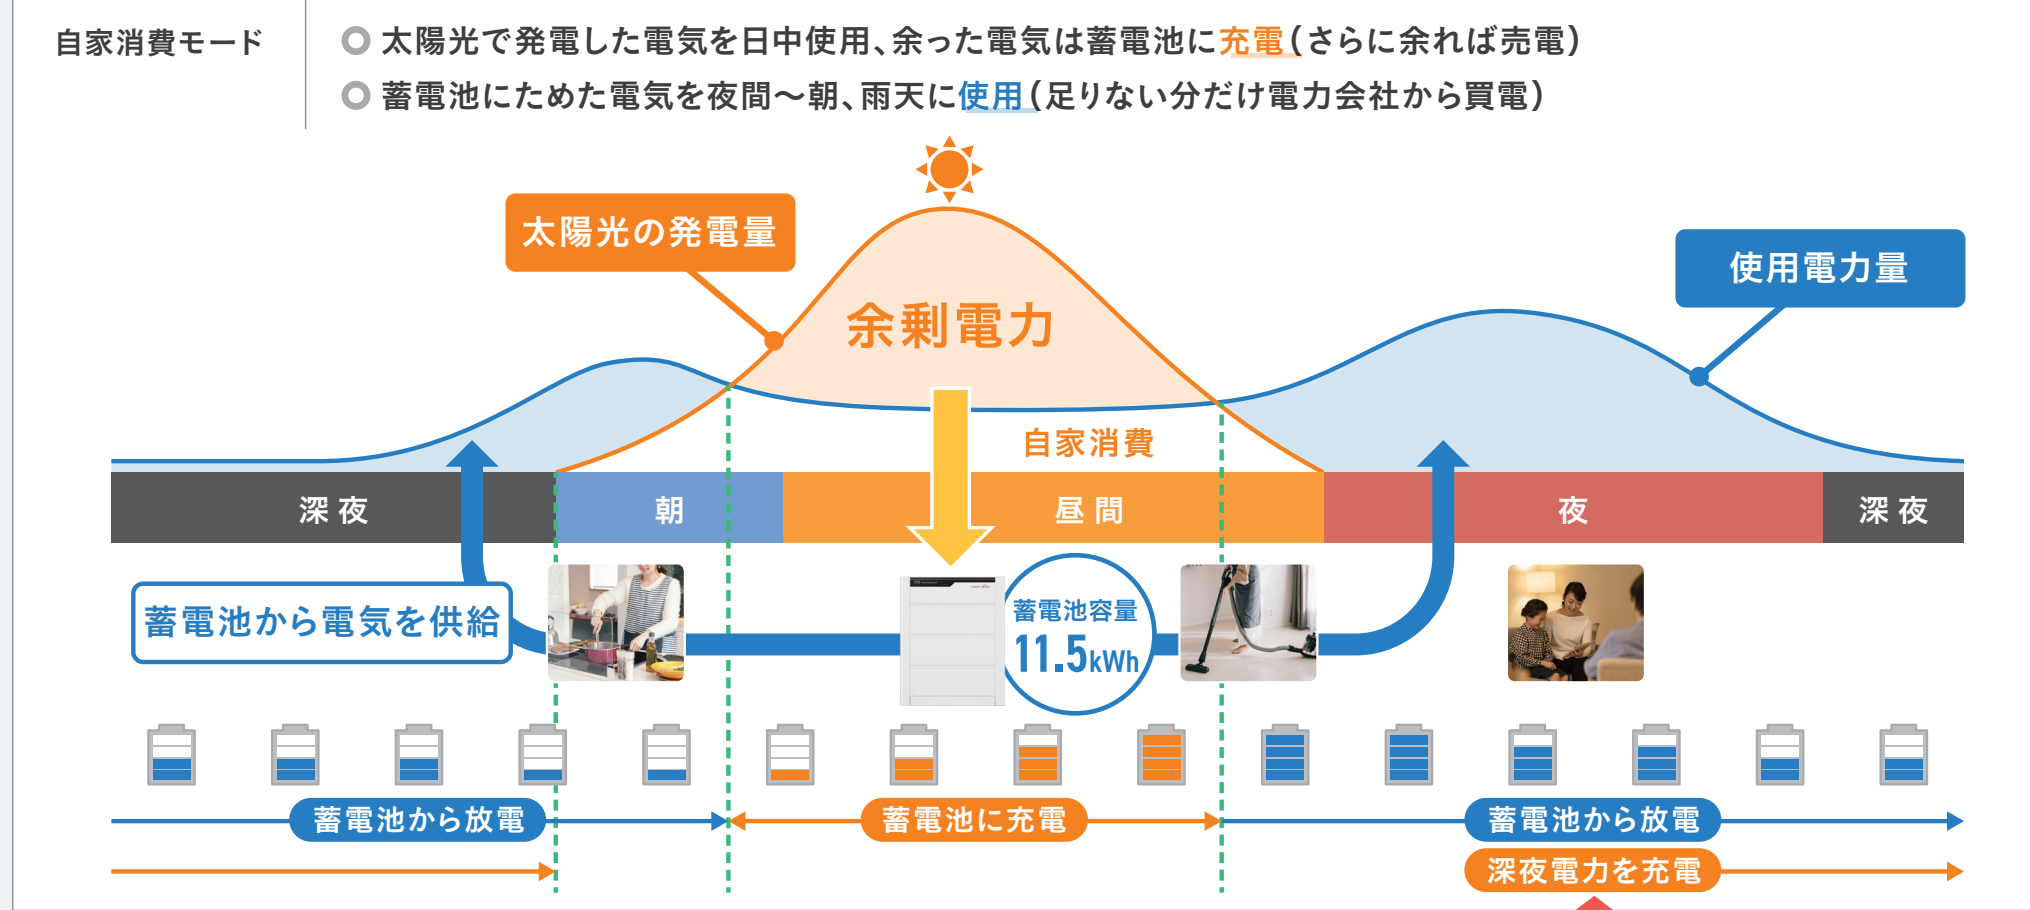 自家消費モード
太陽光で発電した電気を日中使用、余った電気は蓄電池に充電(さらに余れば売電)
蓄電池にためた電気を夜間〜朝、雨天に使用(足りない分だけ電力会社から買電)
太陽光の発電量
使用電力量
余剰電力
自家消費
深夜
朝
昼間
夜
深夜
蓄電池から電気を供給
蓄電池容量
11.5kWh
蓄電池から放電
蓄電池に充電
蓄電池から放電
深夜電力を充電